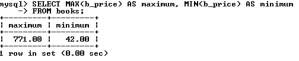 mysql> SELECT MAX(b_price) AS maximum, MIN(b_price) AS minimum
    -> FROM books;
+---------+---------+
| maximum | minimum |
+---------+---------+
|  771.00 |   42.00 |
+---------+---------+
1 row in set (0.00 sec)